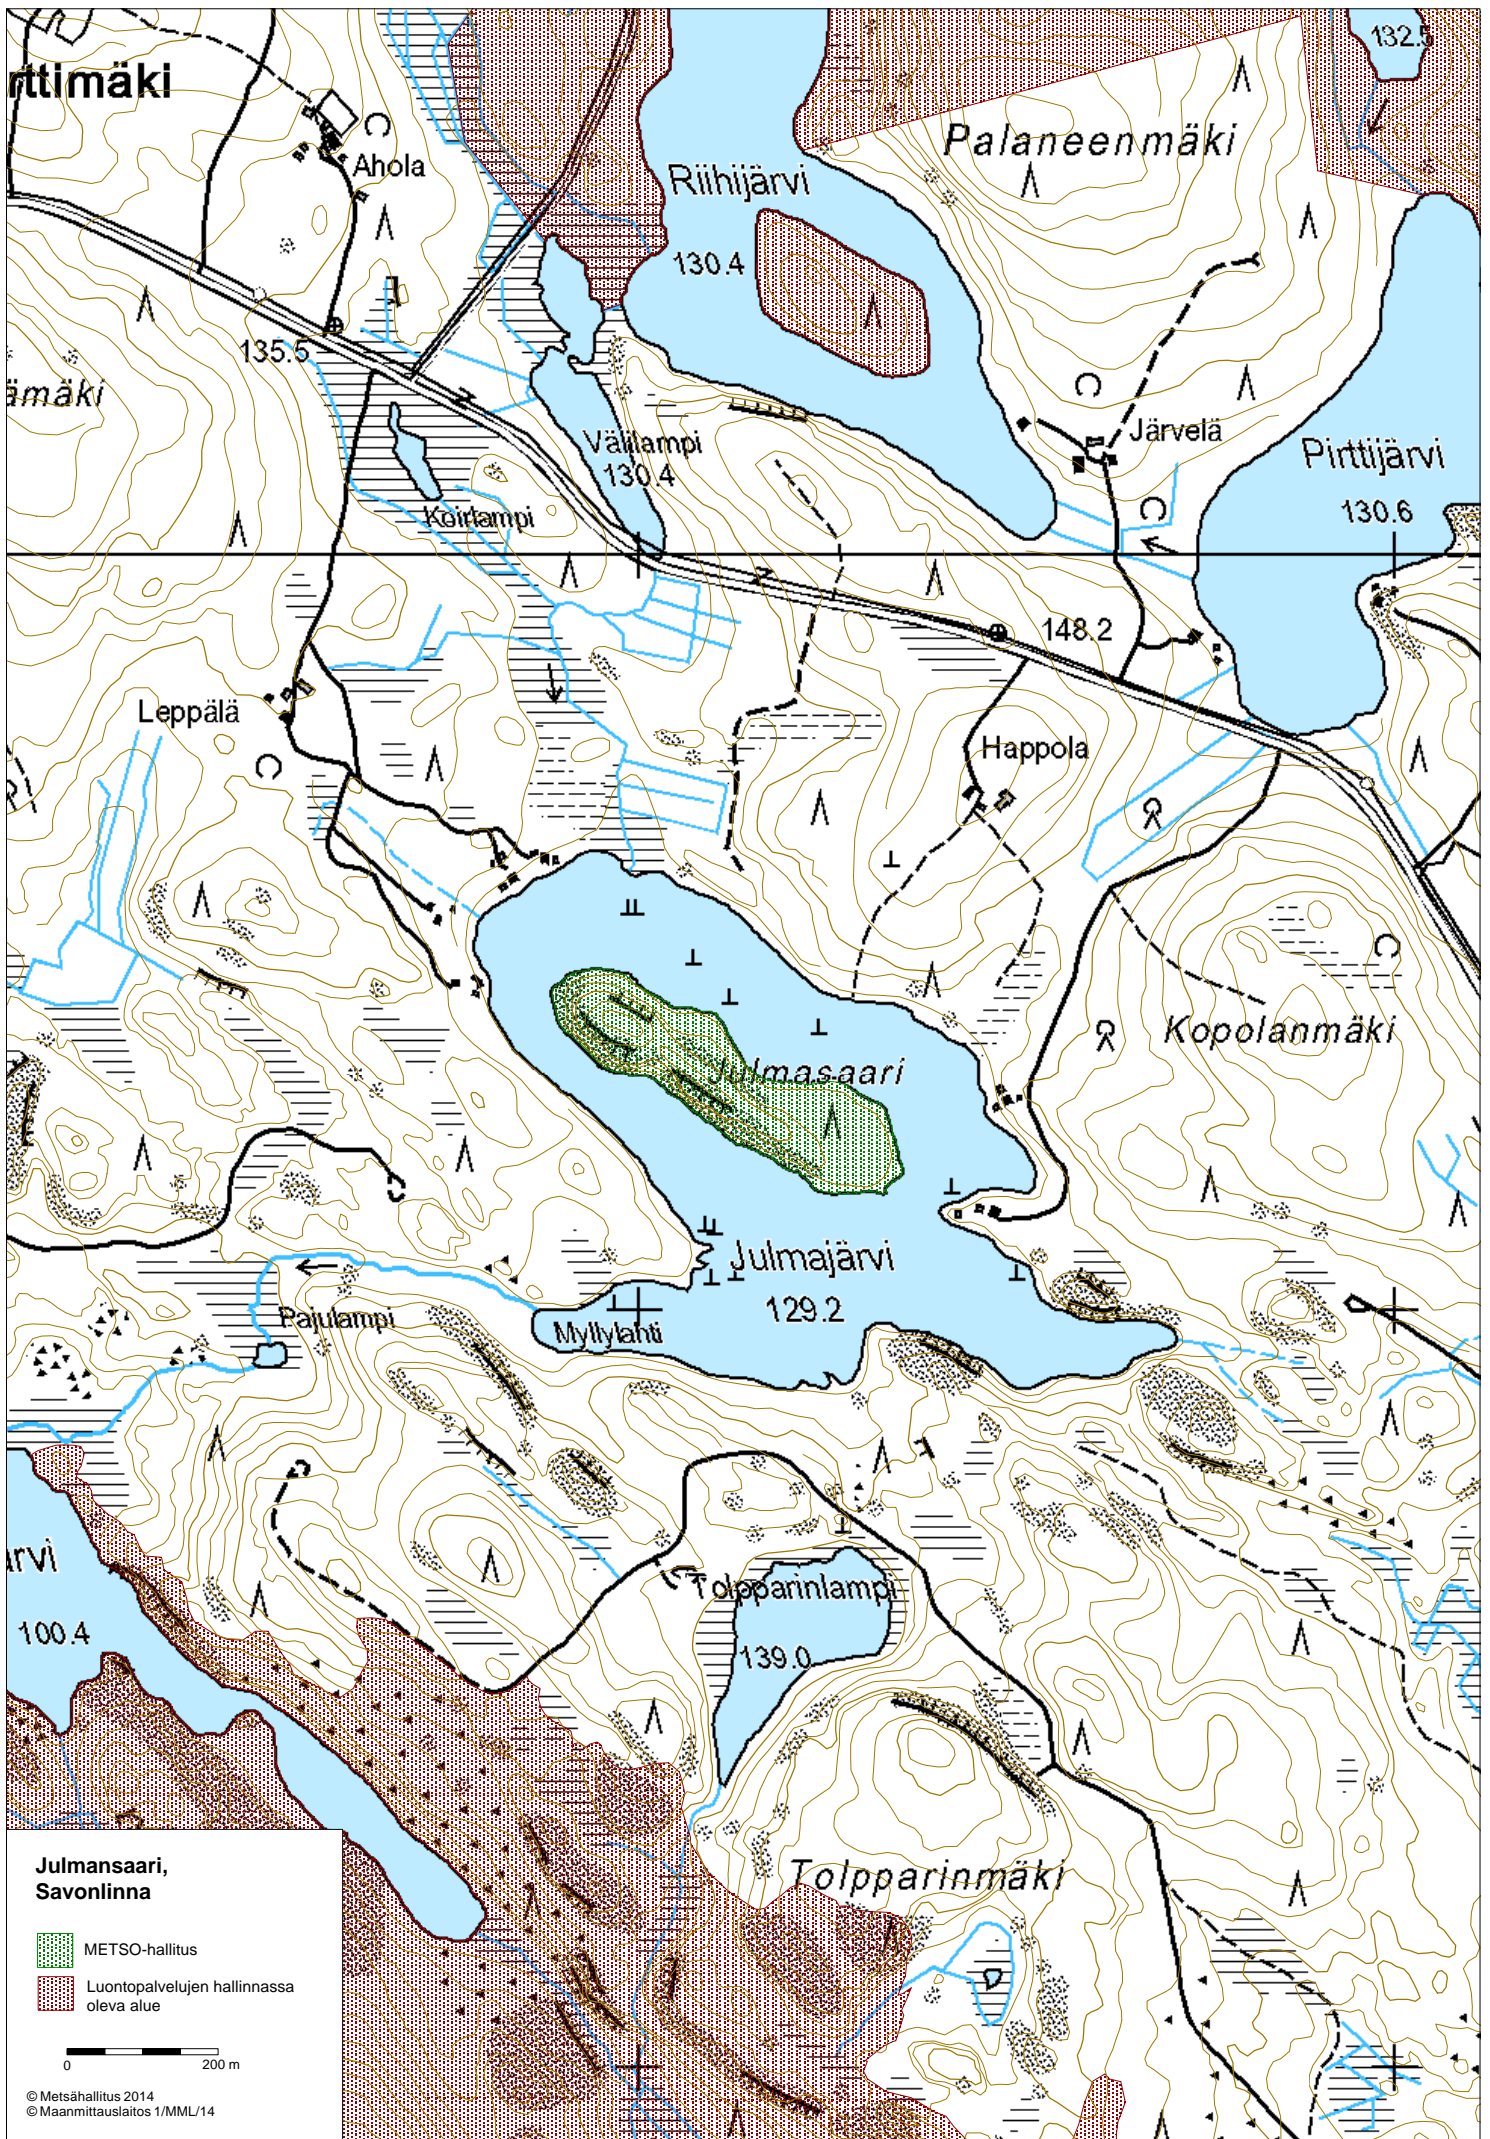 132.5
rttimäki
Palaneenmäki
Ahola
Riihijärvi
130.4
135.5
ämäki
Järvelä
Välilampi
130.4
Pirttijärvi
130.6
Koirlampi
148.2
Leppälä
Happola
Kopolanmäki
Julmasaari
Julmajärvi
129.2
Pajulampi
Myllylahti
ärvi
100.4
Tolpparinlampi
139.0
Tolpparinmäki
Julmansaari,
Savonlinna
METSO-hallitus
Luontopalvelujen hallinnassa
oleva alue
0 200 m
© Metsähallitus 2014
© Maanmittauslaitos 1/MML/14